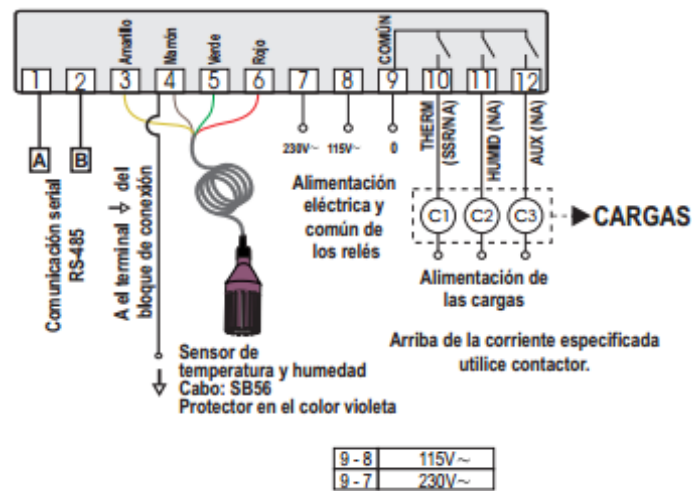 Amarillo
Marrón
Verde
Rojo
COMÚN
1 2 3 4 5 6 7 8 9 10 11 12
A B
Comunicación serial
RS-485
A el terminal del
bloque de conexión
230V~ 115V~ 0
Alimentación
eléctrica y
común de
los relés
THERM
(SSR/NA)
HUMID (NA)
AUX (NA)
C1 C2 C3
CARGAS
Alimentación de
las cargas
Arriba de la corriente especificada
utilice contactor.
Sensor de
temperatura y humedad
Cabo: SB56
Protector en el color violeta
9 - 8 115V~
9 - 7 230V~